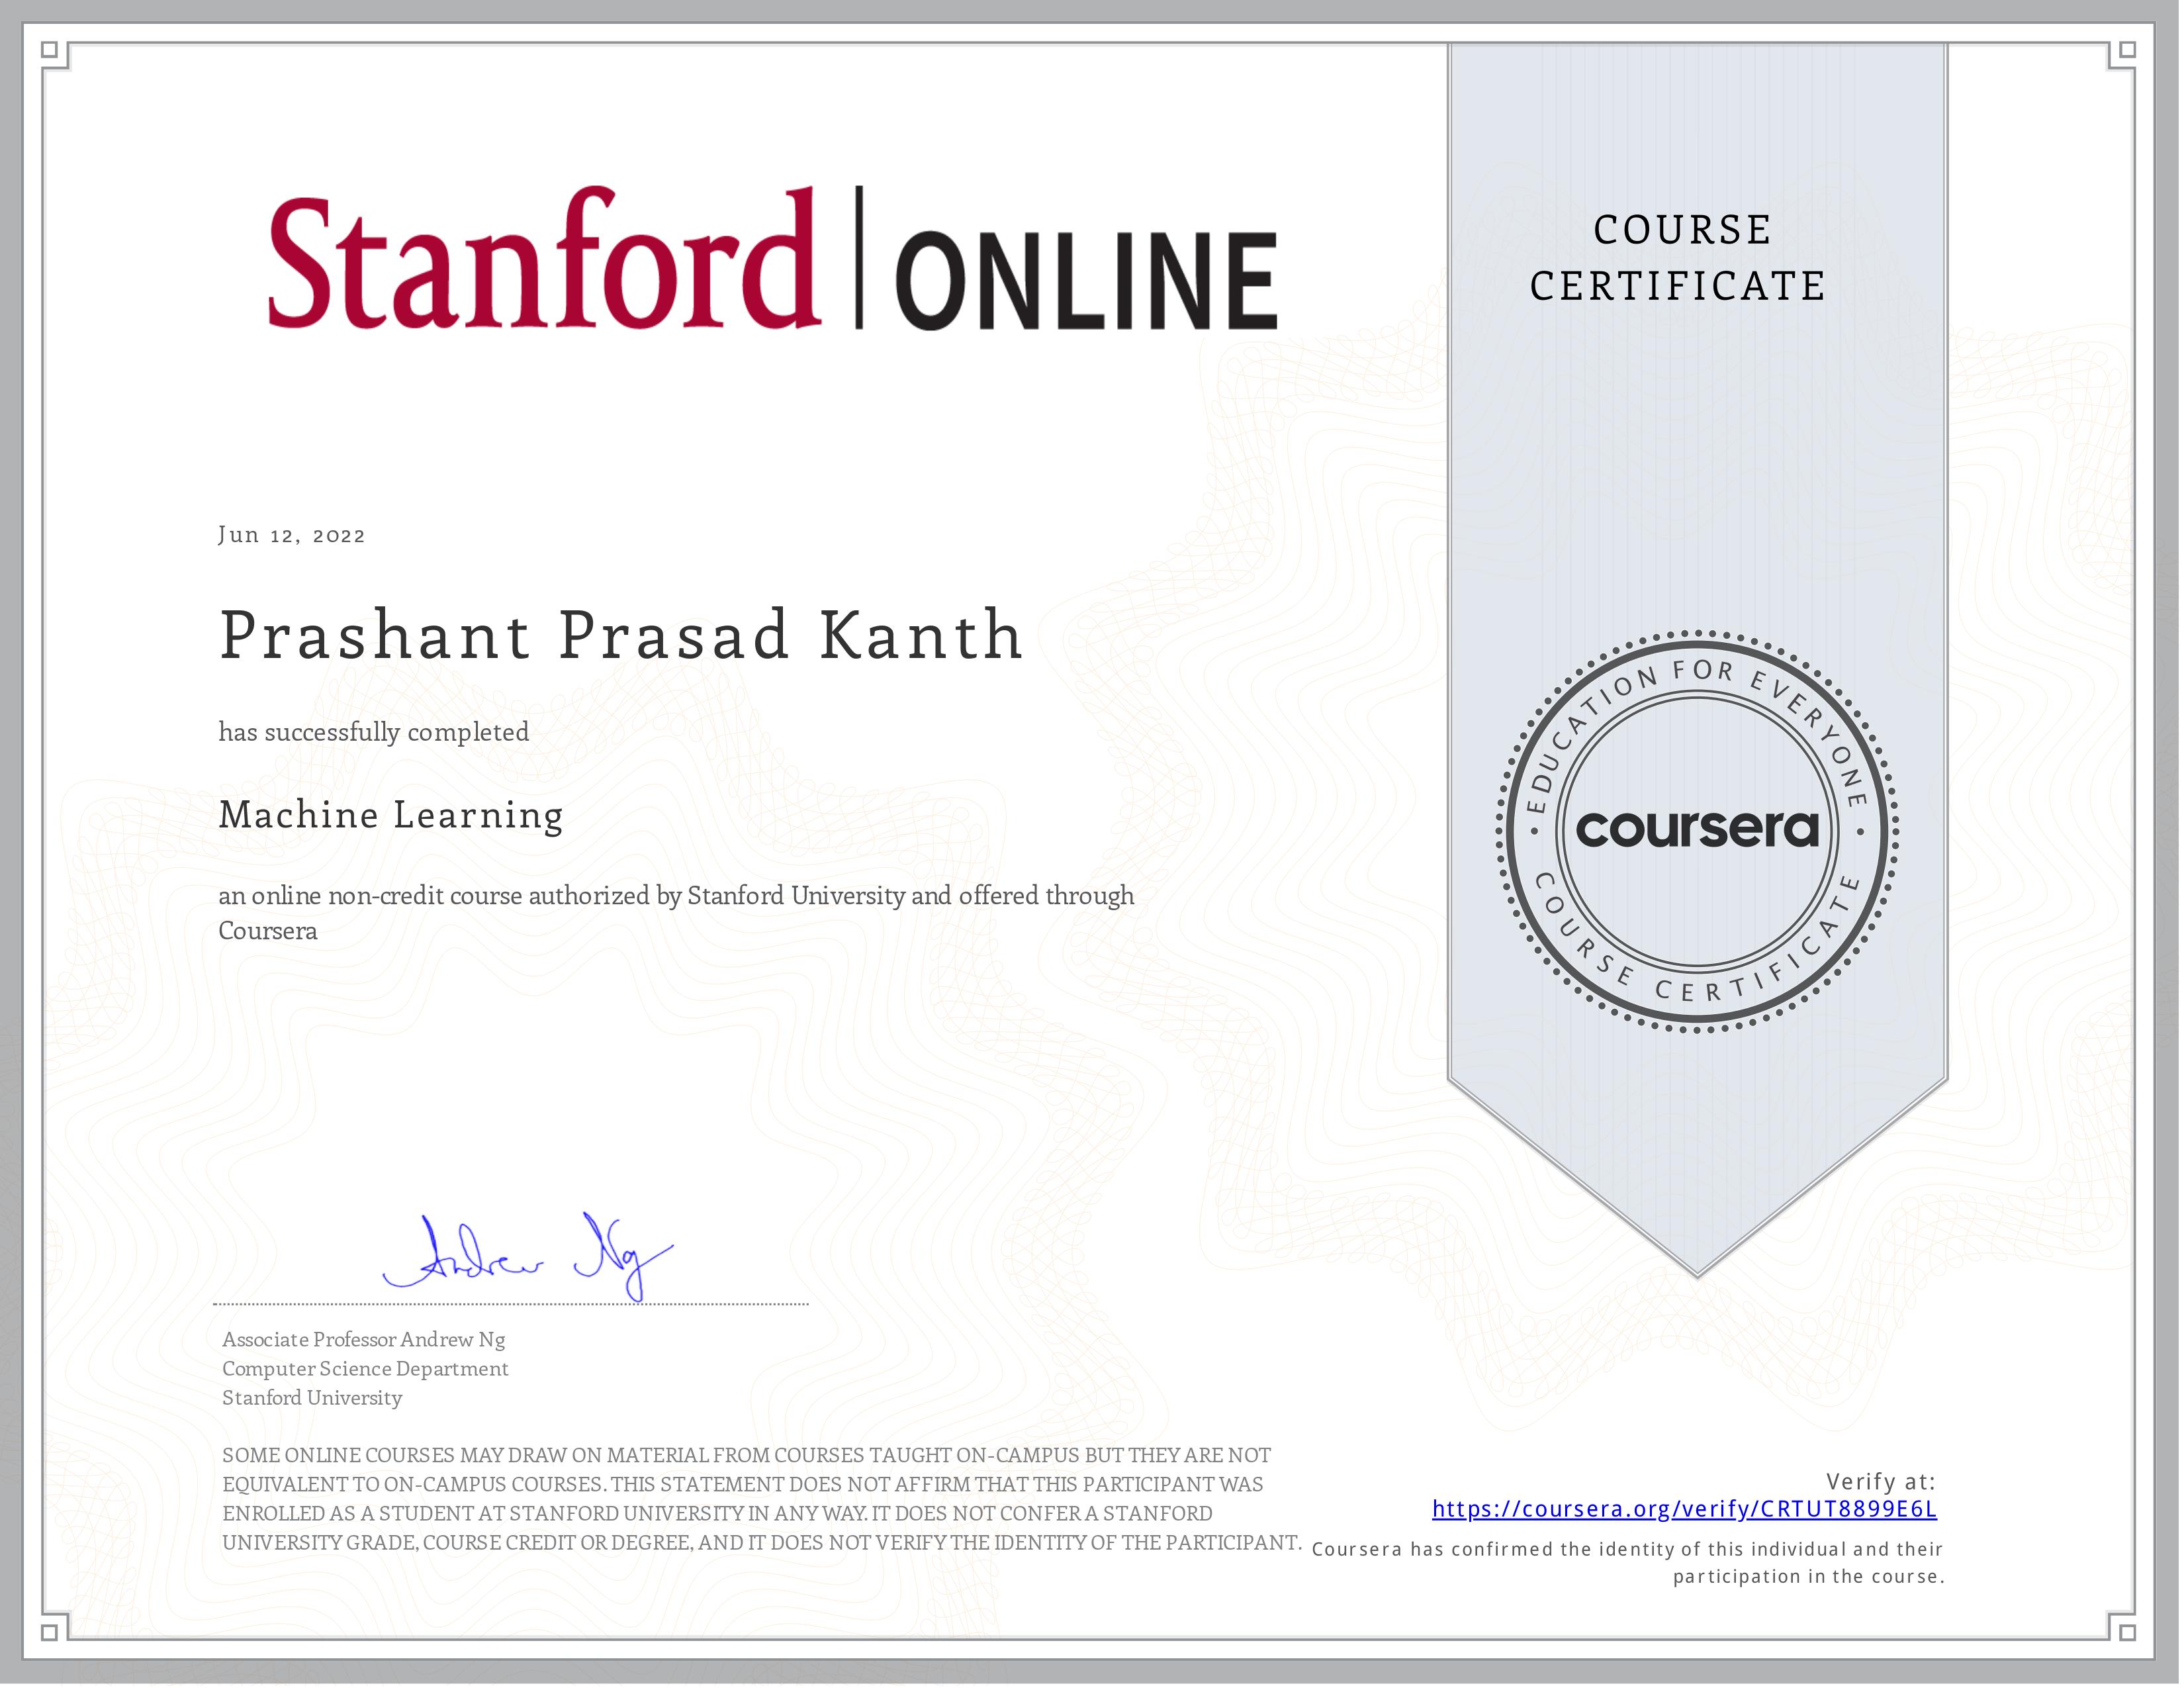 Stanford | ONLINE
COURSE
CERTIFICATE
Jun 12, 2022
Prashant Prasad Kanth
has successfully completed
Machine Learning
an online non-credit course authorized by Stanford University and offered through
Coursera
EDUCATION FOR EVERYONE
coursera
COURSE CERTIFICATE
Andrew Ng
Associate Professor Andrew Ng
Computer Science Department
Stanford University
SOME ONLINE COURSES MAY DRAW ON MATERIAL FROM COURSES TAUGHT ON-CAMPUS BUT THEY ARE NOT
EQUIVALENT TO ON-CAMPUS COURSES. THIS STATEMENT DOES NOT AFFIRM THAT THIS PARTICIPANT WAS
ENROLLED AS A STUDENT AT STANFORD UNIVERSITY IN ANY WAY. IT DOES NOT CONFER A STANFORD
UNIVERSITY GRADE, COURSE CREDIT OR DEGREE, AND IT DOES NOT VERIFY THE IDENTITY OF THE PARTICIPANT.
Verify at:
https://coursera.org/verify/CRTUT8899E6L
Coursera has confirmed the identity of this individual and their
participation in the course.